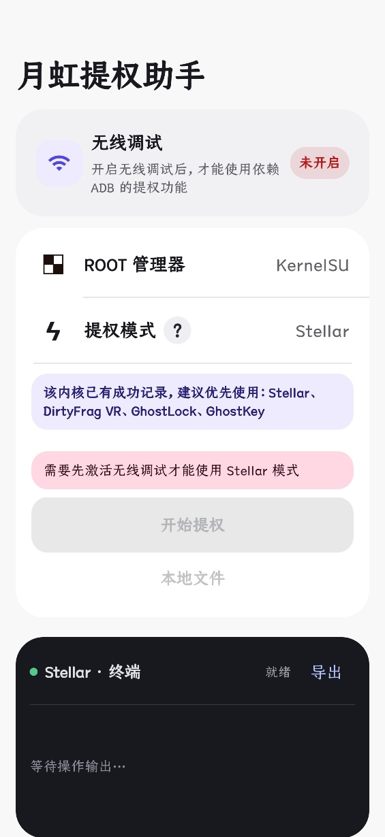 月虹提权助手
无线调试
开启无线调试后，才能使用依赖
ADB 的提权功能
未开启
ROOT 管理器
KernelSU
提权模式 ?
Stellar
该内核已有成功记录，建议优先使用：Stellar、
DirtyFrag VR、GhostLock、GhostKey
需要先激活无线调试才能使用 Stellar 模式
开始提权
本地文件
Stellar · 终端
就绪
导出
等待操作输出…